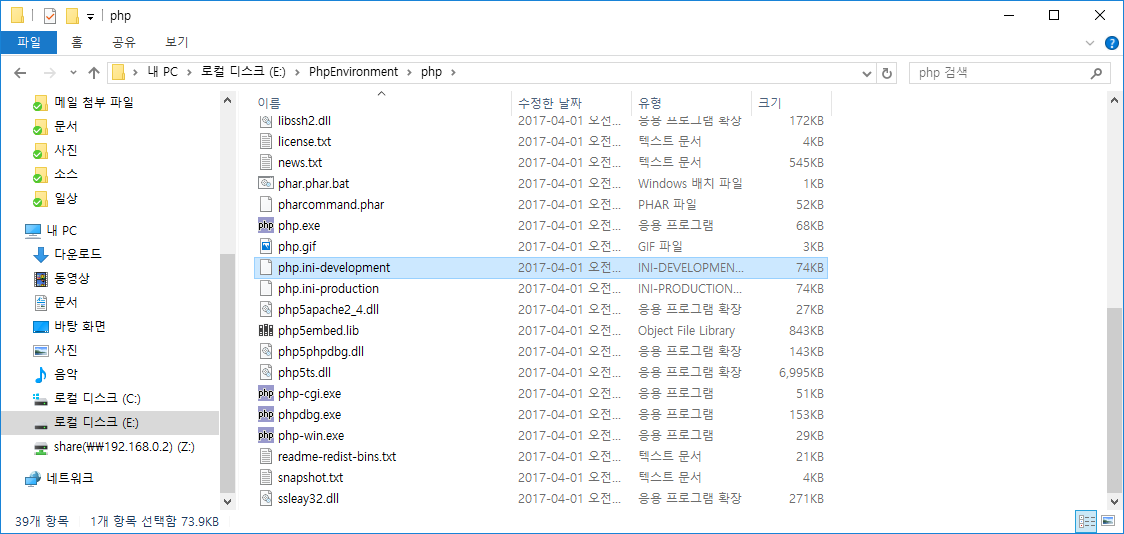 php
파일 홈 공유 보기
내 PC 로컬 디스크 (E:) PhpEnvironment php php 검색
메일 첨부 파일
문서
사진
소스
일상
내 PC
다운로드
동영상
문서
바탕 화면
사진
음악
로컬 디스크 (C:)
로컬 디스크 (E:)
share(₩₩192.168.0.2) (Z:)
네트워크
이름 수정한 날짜 유형 크기
libssh2.dll 2017-04-01 오전... 응용 프로그램 확장 172KB
license.txt 2017-04-01 오전... 텍스트 문서 4KB
news.txt 2017-04-01 오전... 텍스트 문서 545KB
phar.phar.bat 2017-04-01 오전... Windows 배치 파일 1KB
pharcommand.phar 2017-04-01 오전... PHAR 파일 52KB
php php.exe 2017-04-01 오전... 응용 프로그램 68KB
php.gif 2017-04-01 오전... GIF 파일 3KB
php.ini-development 2017-04-01 오전... INI-DEVELOPMEN... 74KB
php.ini-production 2017-04-01 오전... INI-PRODUCTION... 74KB
php5apache2_4.dll 2017-04-01 오전... 응용 프로그램 확장 27KB
php5embed.lib 2017-04-01 오전... Object File Library 843KB
php5phpdbg.dll 2017-04-01 오전... 응용 프로그램 확장 143KB
php5ts.dll 2017-04-01 오전... 응용 프로그램 확장 6,995KB
php php-cgi.exe 2017-04-01 오전... 응용 프로그램 51KB
php phpdbg.exe 2017-04-01 오전... 응용 프로그램 153KB
php php-win.exe 2017-04-01 오전... 응용 프로그램 29KB
readme-redist-bins.txt 2017-04-01 오전... 텍스트 문서 21KB
snapshot.txt 2017-04-01 오전... 텍스트 문서 4KB
ssleay32.dll 2017-04-01 오전... 응용 프로그램 확장 271KB
39개 항목 1개 항목 선택함 73.9KB